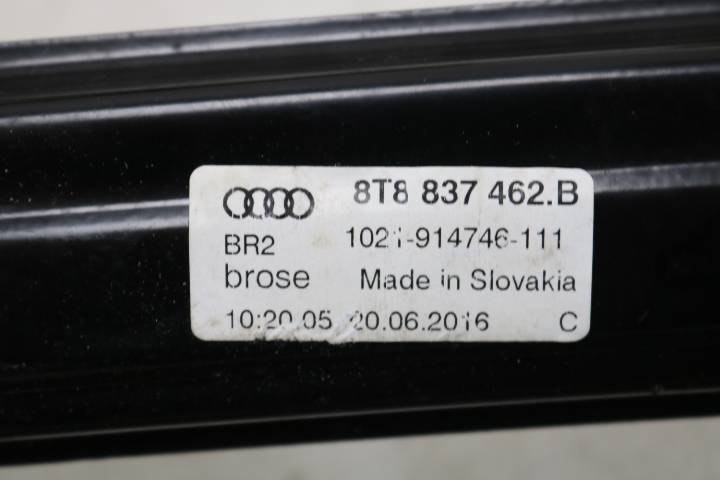 8T8 837 462.B
BR2 1021-914746-111
brose Made in Slovakia
10:20.05 20.06.2016 C